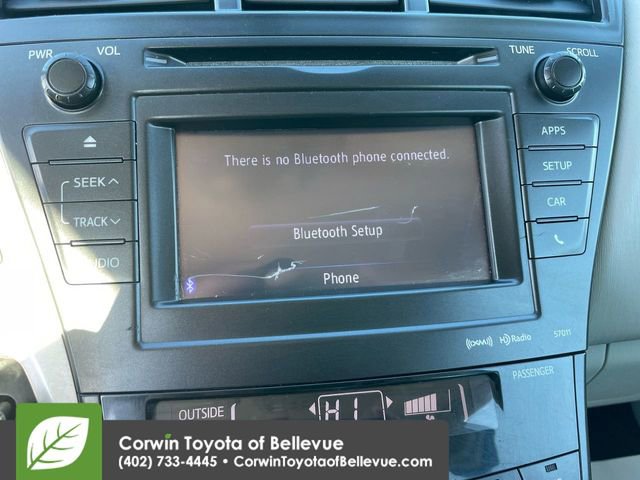 PWR
VOL
TUNE
SCROLL
APPS
SEEK
SETUP
TRACK
CAR
AUDIO
There is no Bluetooth phone connected.
Bluetooth Setup
Phone
((XM))
HD Radio
57011
PASSENGER
OUTSIDE
HI
Corwin Toyota of Bellevue
(402) 733-4445 • CorwinToyotaofBellevue.com